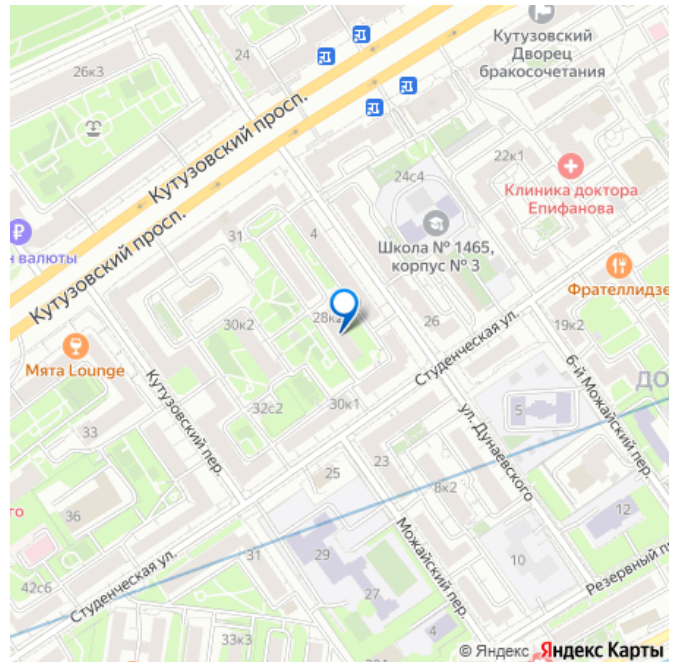 26к3
24
Кутузовский
Дворец
бракосочетания
Кутузовский просп.
22к1
24с4
Клиника доктора
Епифанова
31
4
Школа № 1465,
корпус № 3
н валюты
Кутузовский просп.
Фрателлидзе
30к2
26
19к2
Мята Lounge
Студенческая ул.
6-й Можайский пер.
ДО
Кутузовский пер.
32с2
30к1
5
ул. Дунаевского
33
23
25
8к2
го
36
12
Можайский пер.
31
29
10
Студенческая ул.
42с6
27
Резервный п
4
33к3
© Яндекс Яндекс Карты